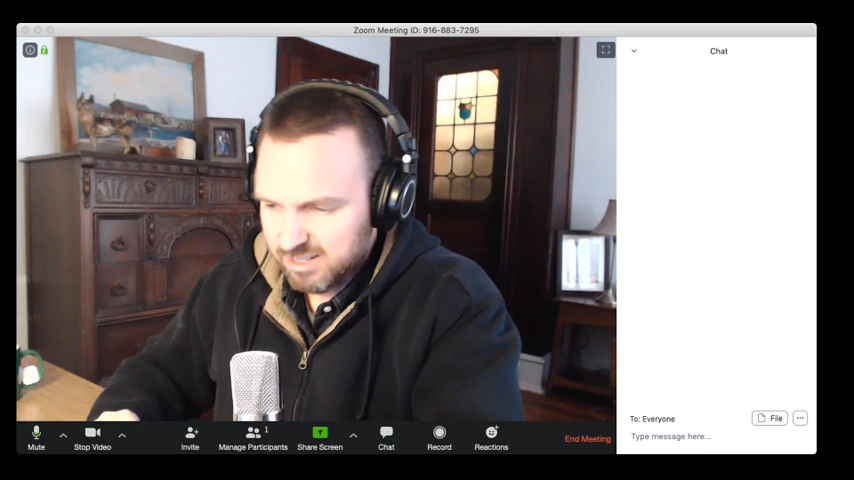 Zoom Meeting ID: 916-883-7295
Chat
To: Everyone
File
Type message here...
1
Mute
Stop Video
Invite
Manage Participants
Share Screen
Chat
Record
Reactions
End Meeting